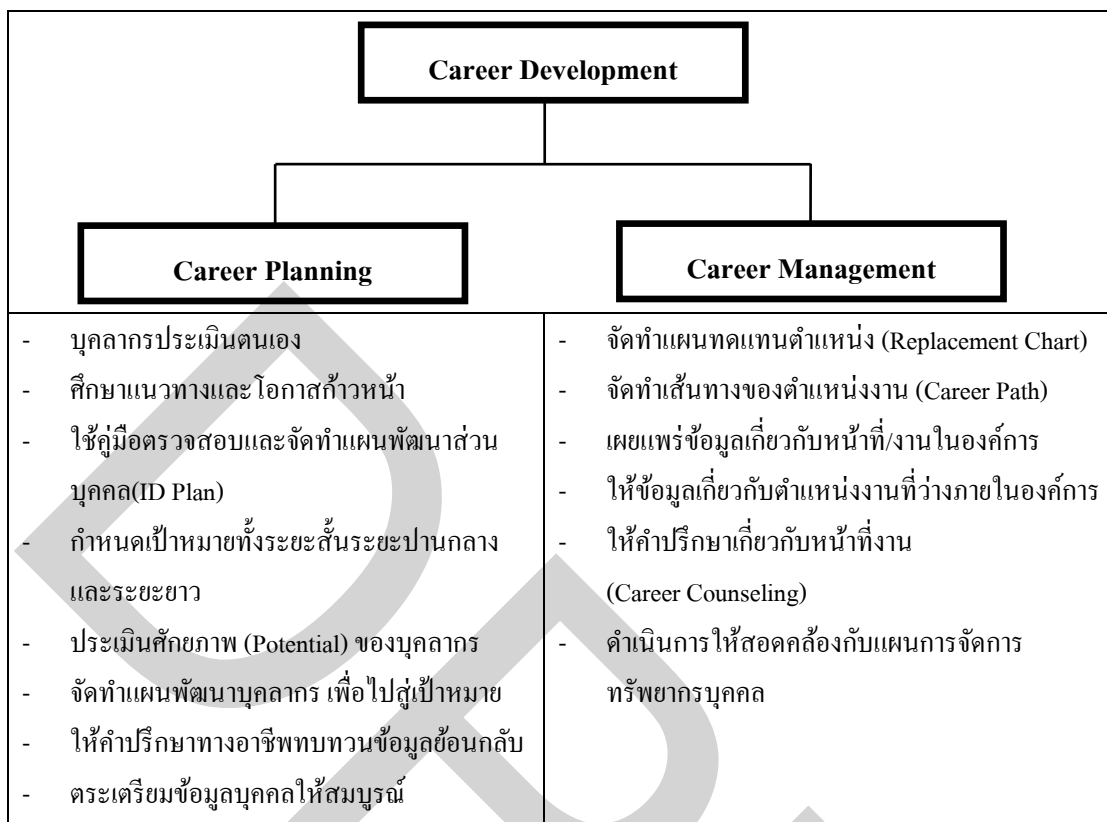 Career Development
Career Planning
Career Management
- บุคลากรประเมินตนเอง
- ศึกษาแนวทางและโอกาสก้าวหน้า
- ใช้คู่มือตรวจสอบและจัดทำแผนพัฒนาส่วน
บุคคล(ID Plan)
- กำหนดเป้าหมายทั้งระยะสั้นระยะปานกลาง
และระยะยาว
- ประเมินศักยภาพ (Potential) ของบุคลากร
- จัดทำแผนพัฒนาบุคลากร เพื่อไปสู่เป้าหมาย
- ให้คำปรึกษาทางอาชีพทบทวนข้อมูลย้อนกลับ
- ตระเตรียมข้อมูลบุคคลให้สมบูรณ์
- จัดทำแผนทดแทนตำแหน่ง (Replacement Chart)
- จัดทำเส้นทางของตำแหน่งงาน (Career Path)
- เผยแพร่ข้อมูลเกี่ยวกับหน้าที่/งานในองค์การ
- ให้ข้อมูลเกี่ยวกับตำแหน่งงานที่ว่างภายในองค์การ
- ให้คำปรึกษาเกี่ยวกับหน้าที่งาน
(Career Counseling)
- ดำเนินการให้สอดคล้องกับแผนการจัดการ
ทรัพยากรบุคคล